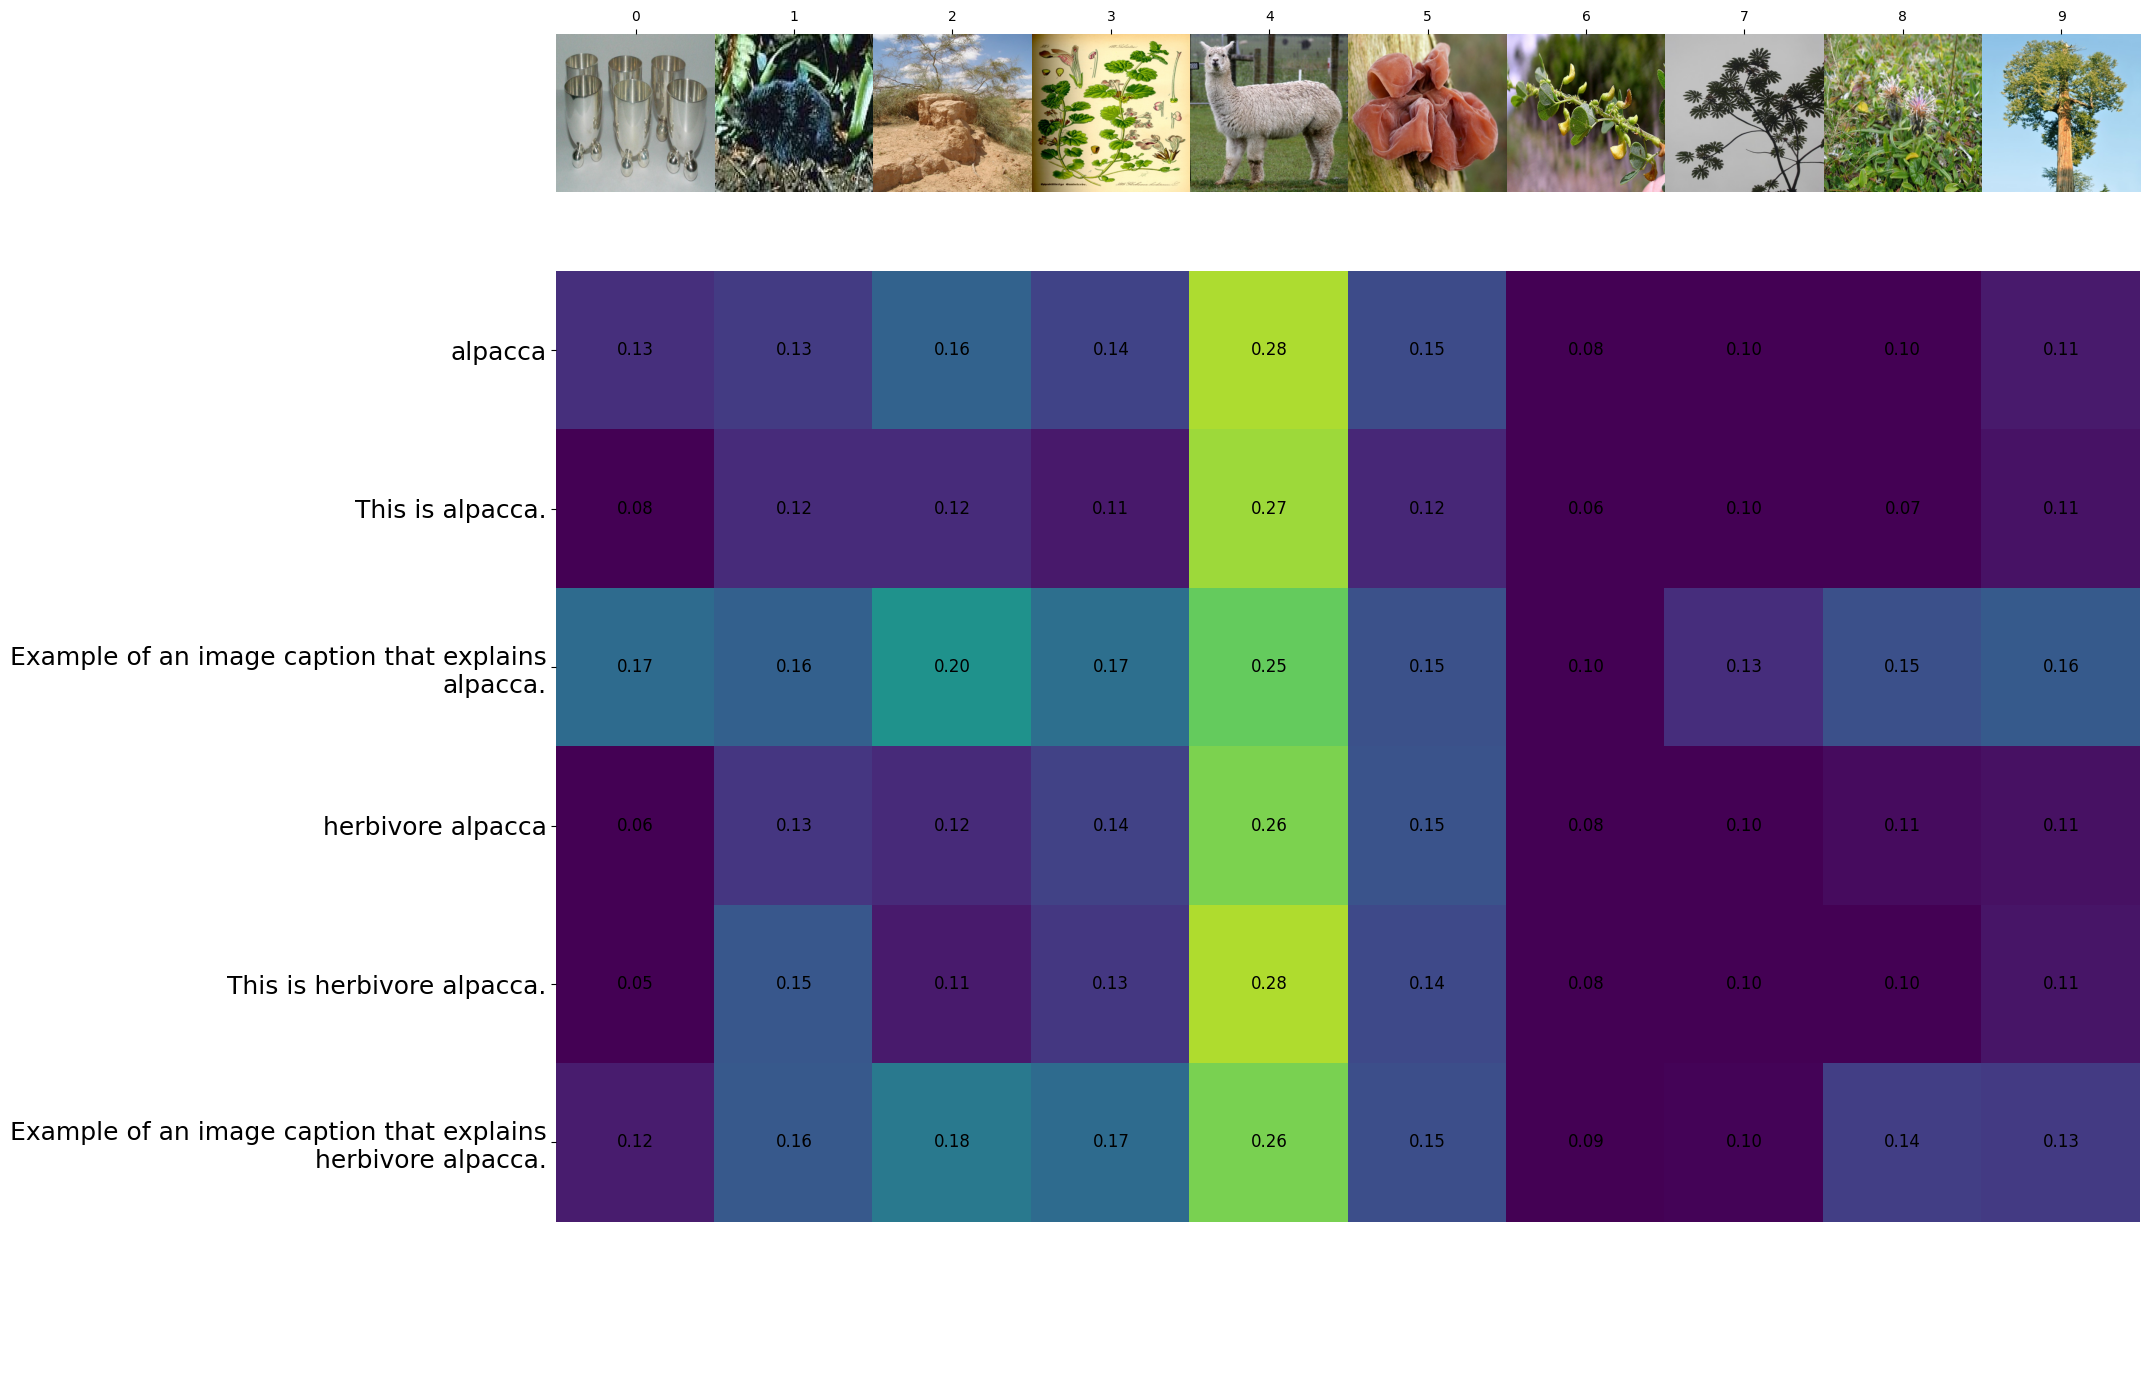 0 1 2 3 4 5 6 7 8 9
alpacca 0.13 0.13 0.16 0.14 0.28 0.15 0.08 0.10 0.10 0.11
This is alpacca. 0.08 0.12 0.12 0.11 0.27 0.12 0.06 0.10 0.07 0.11
Example of an image caption that explains
alpacca. 0.17 0.16 0.20 0.17 0.25 0.15 0.10 0.13 0.15 0.16
herbivore alpacca 0.06 0.13 0.12 0.14 0.26 0.15 0.08 0.10 0.11 0.11
This is herbivore alpacca. 0.05 0.15 0.11 0.13 0.28 0.14 0.08 0.10 0.10 0.11
Example of an image caption that explains
herbivore alpacca. 0.12 0.16 0.18 0.17 0.26 0.15 0.09 0.10 0.14 0.13